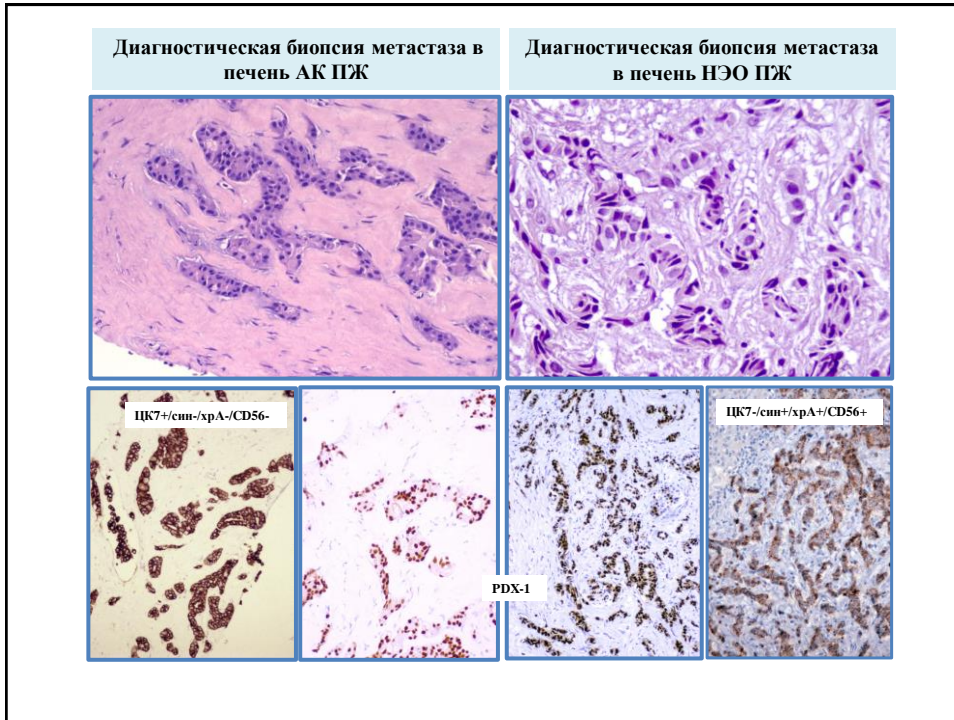 Диагностическая биопсия метастаза в
печень АК ПЖ
Диагностическая биопсия метастаза
в печень НЭО ПЖ
ЦК7+/син-/хрА-/CD56-
ЦК7-/син+/хрА+/CD56+
PDX-1